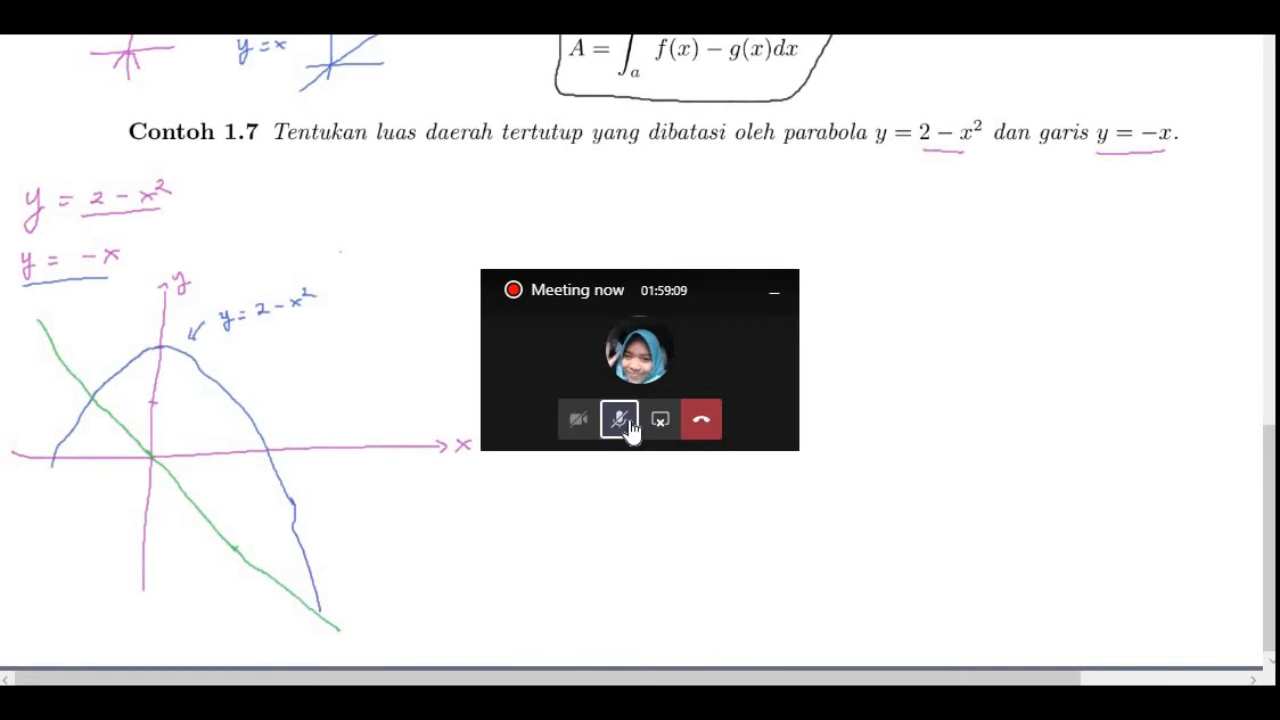 y = x
A = ∫ₐ f(x) − g(x)dx
Contoh 1.7 Tentukan luas daerah tertutup yang dibatasi oleh parabola y = 2 − x² dan garis y = −x.
y = 2 - x²
y = -x
y
y = 2 - x²
x
Meeting now 01:59:09